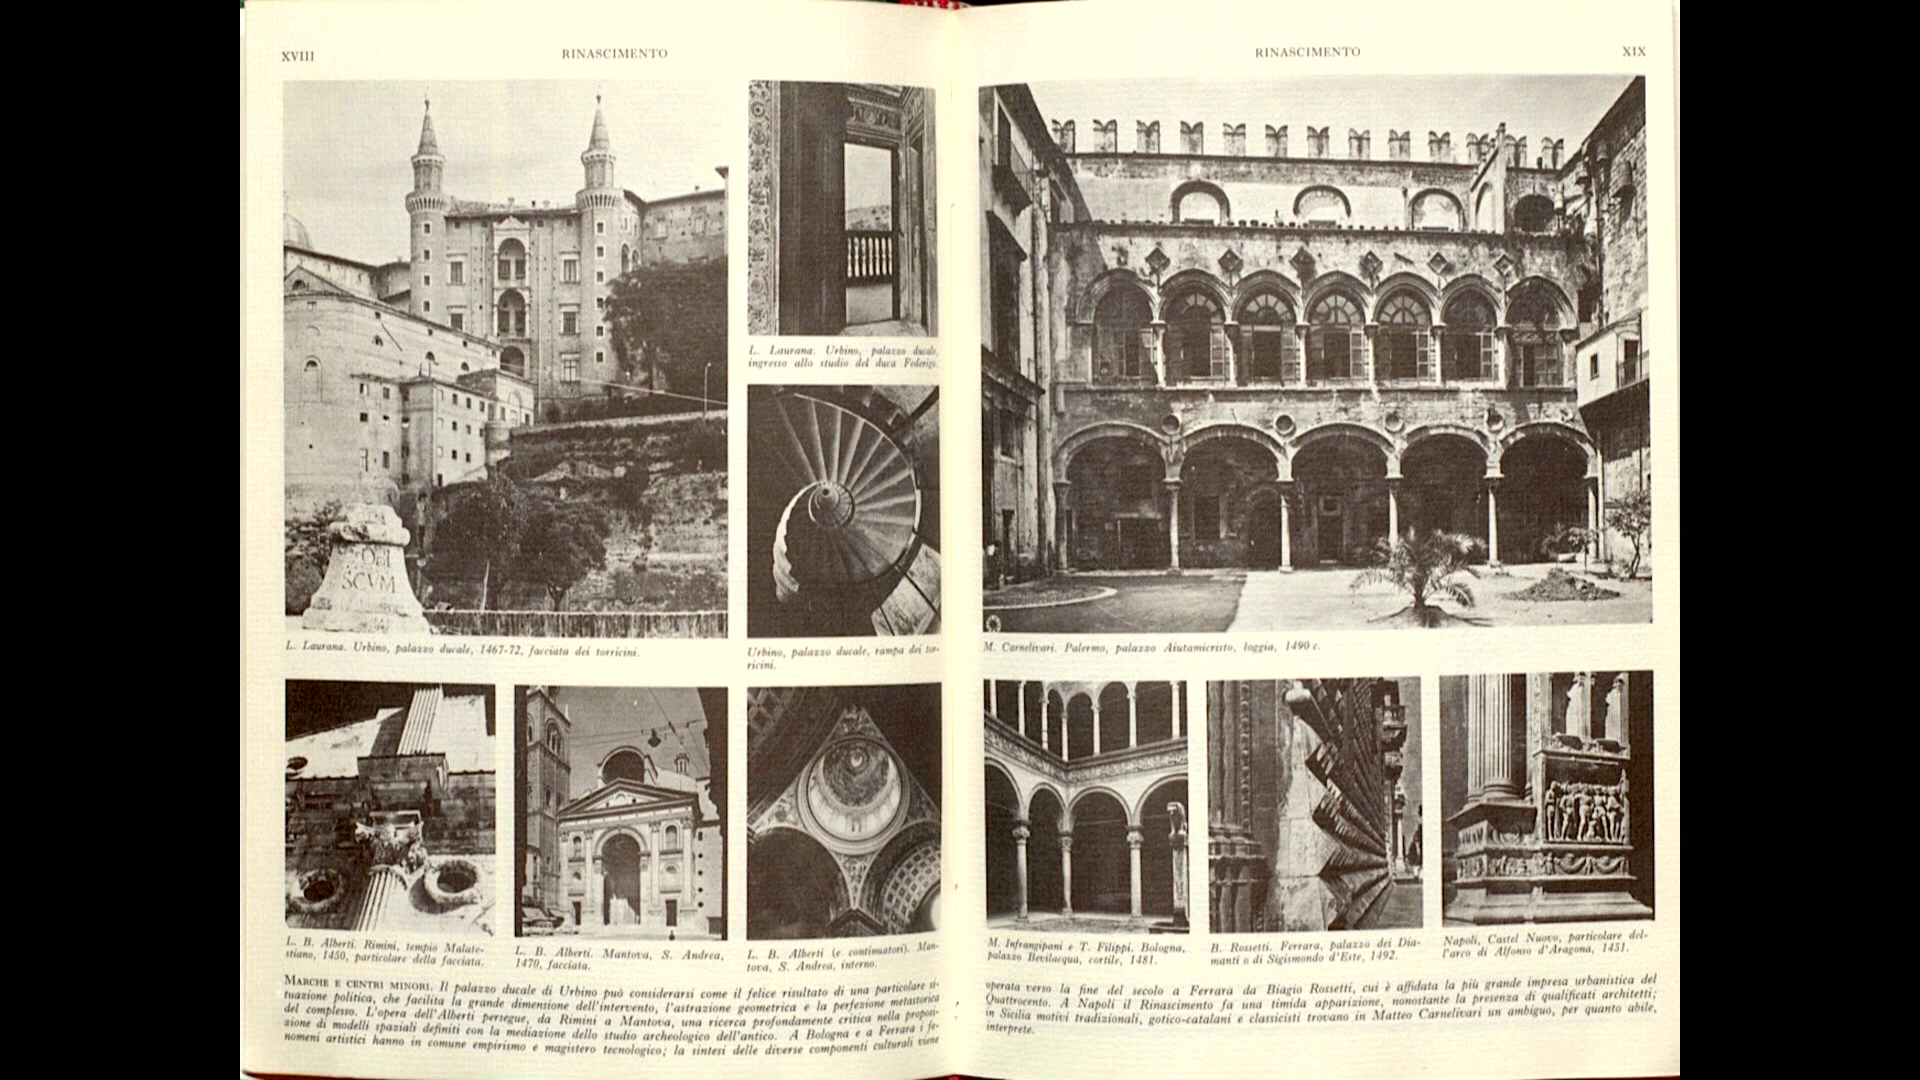 XVIII
RINASCIMENTO
L. Laurana. Urbino, palazzo ducale,
ingresso allo studio del duca Federigo.
SCVM
L. Laurana. Urbino, palazzo ducale, 1467-72, facciata dei torricini.
Urbino, palazzo ducale, rampa dei tor-
ricini.
L. B. Alberti. Rimini, tempio Malate-
stiano, 1450, particolare della facciata.
L. B. Alberti. Mantova, S. Andrea,
1470, facciata.
L. B. Alberti (e continuatori). Man-
tova, S. Andrea, interno.
MARCHE E CENTRI MINORI. Il palazzo ducale di Urbino può considerarsi come il felice risultato di una particolare si-
tuazione politica, che facilita la grande dimensione dell'intervento, l'astrazione geometrica e la perfezione metastorica
del complesso. L'opera dell'Alberti persegue, da Rimini a Mantova, una ricerca profondamente critica nella proposi-
zione di modelli spaziali definiti con la mediazione dello studio archeologico dell'antico. A Bologna e a Ferrara i fe-
nomeni artistici hanno in comune empirismo e magistero tecnologico; la sintesi delle diverse componenti culturali viene
RINASCIMENTO
XIX
M. Carnelivari. Palermo, palazzo Aiutamicristo, loggia, 1490 c.
M. Infrangipani e T. Filippi. Bologna,
palazzo Bevilacqua, cortile, 1481.
B. Rossetti. Ferrara, palazzo dei Dia-
manti o di Sigismondo d'Este, 1492.
Napoli, Castel Nuovo, particolare del-
l'arco di Alfonso d'Aragona, 1451.
operata verso la fine del secolo a Ferrara da Biagio Rossetti, cui è affidata la più grande impresa urbanistica del
Quattrocento. A Napoli il Rinascimento fa una timida apparizione, nonostante la presenza di qualificati architetti;
in Sicilia motivi tradizionali, gotico-catalani e classicisti trovano in Matteo Carnelivari un ambiguo, per quanto abile,
interprete.